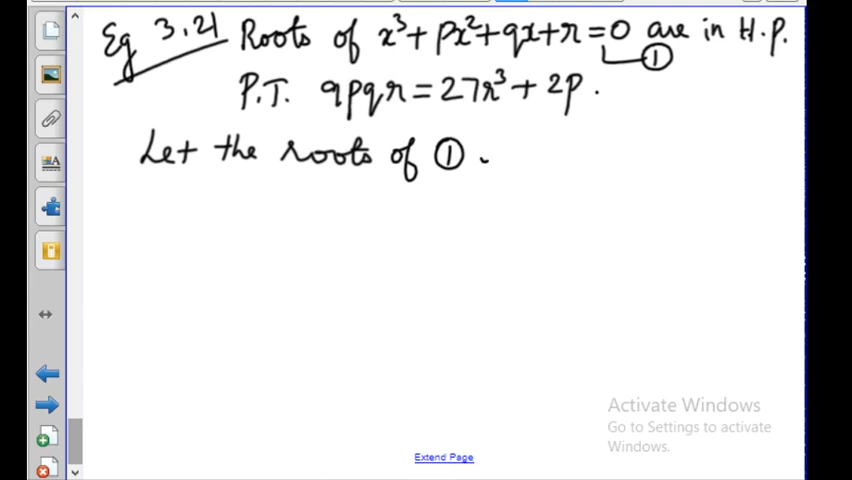 Eg 3.21 Roots of x³+px²+qx+r=0 are in H.P.
①
P.T. 9pqr = 27r³ + 2p.
Let the roots of ① .
Activate Windows
Go to Settings to activate
Windows.
Extend Page